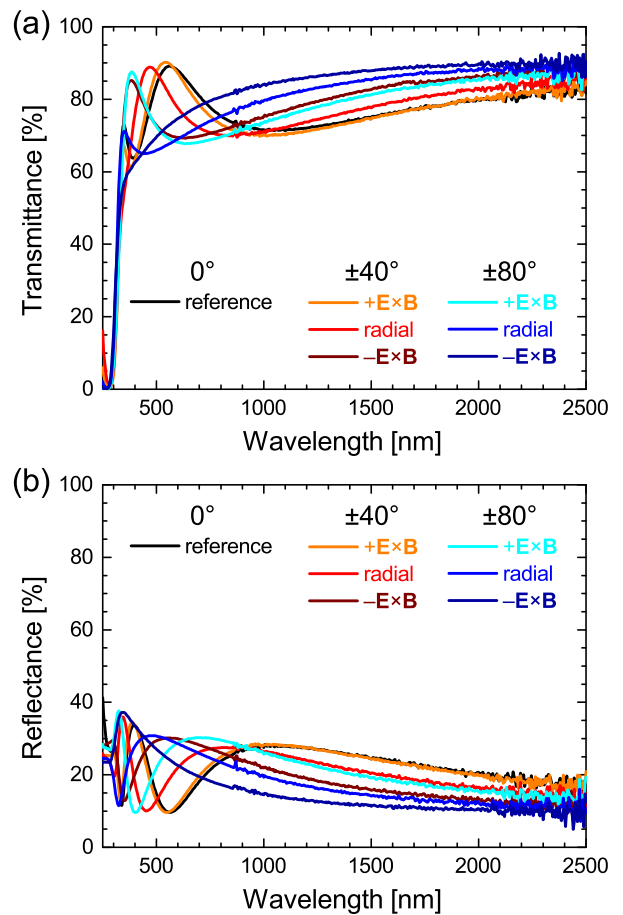 (a)
100
80
60
40
20
0
Transmittance [%]
0° ±40° ±80°
reference +E×B +E×B
radial radial
–E×B –E×B
500 1000 1500 2000 2500
Wavelength [nm]
(b)
100
80
60
40
20
0
Reflectance [%]
0° ±40° ±80°
reference +E×B +E×B
radial radial
–E×B –E×B
500 1000 1500 2000 2500
Wavelength [nm]